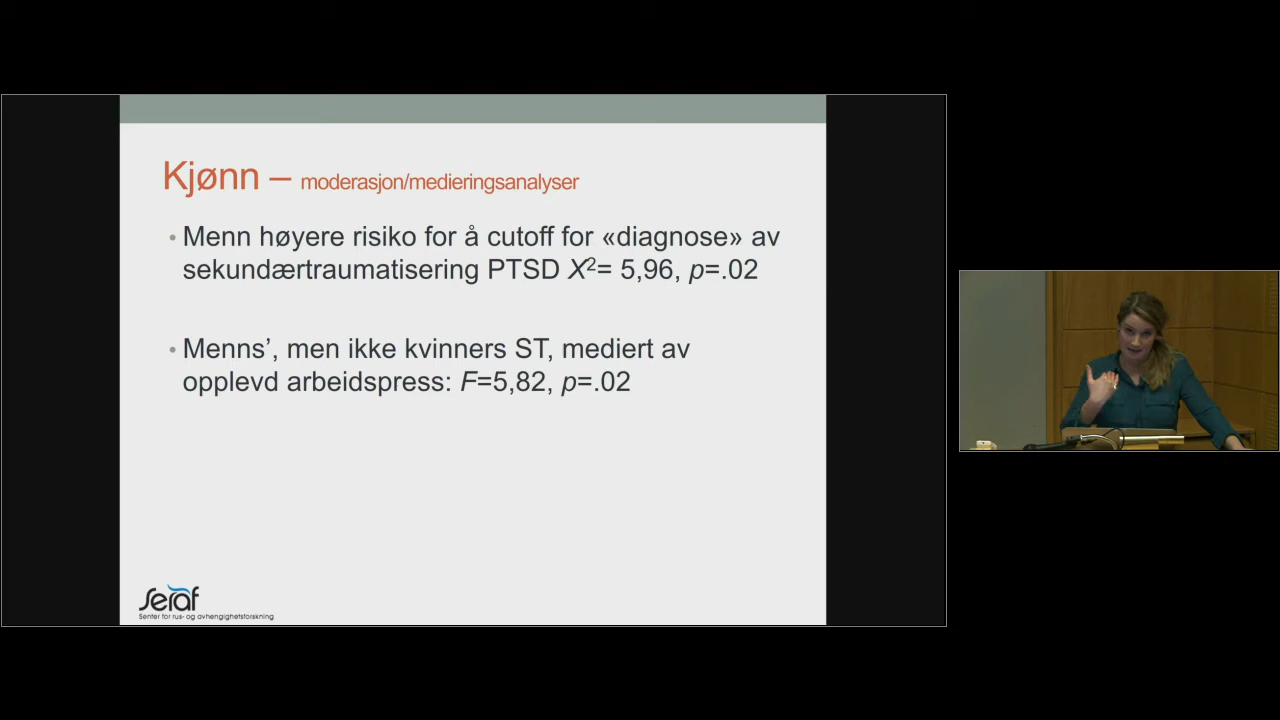 Kjønn – moderasjon/medieringsanalyser
• Menn høyere risiko for å cutoff for «diagnose» av
sekundærtraumatisering PTSD X²= 5,96, p=.02
• Menns’, men ikke kvinners ST, mediert av
opplevd arbeidspress: F=5,82, p=.02
seraf
Senter for rus- og avhengighetsforskning